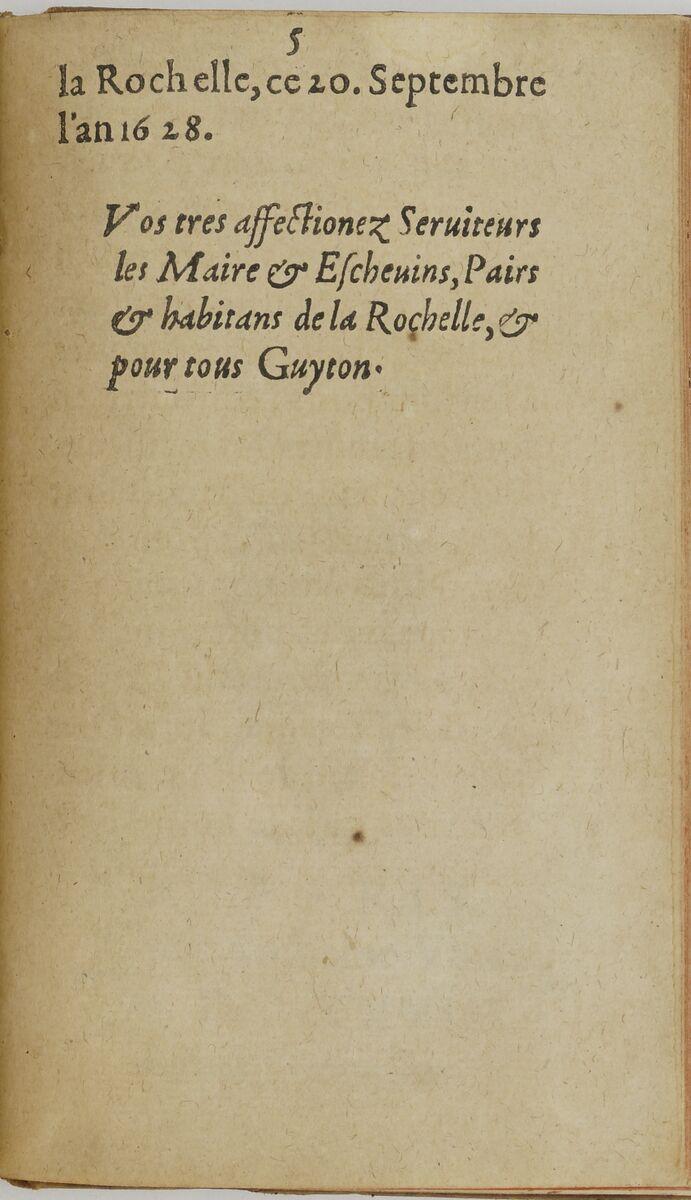 5
la Rochelle, ce 20. Septembre
l'an 1628.
Vos tres affectionez Seruiteurs
les Maire & Eſcheuins, Pairs
& habitans de la Rochelle, &
pour tous Guyton.